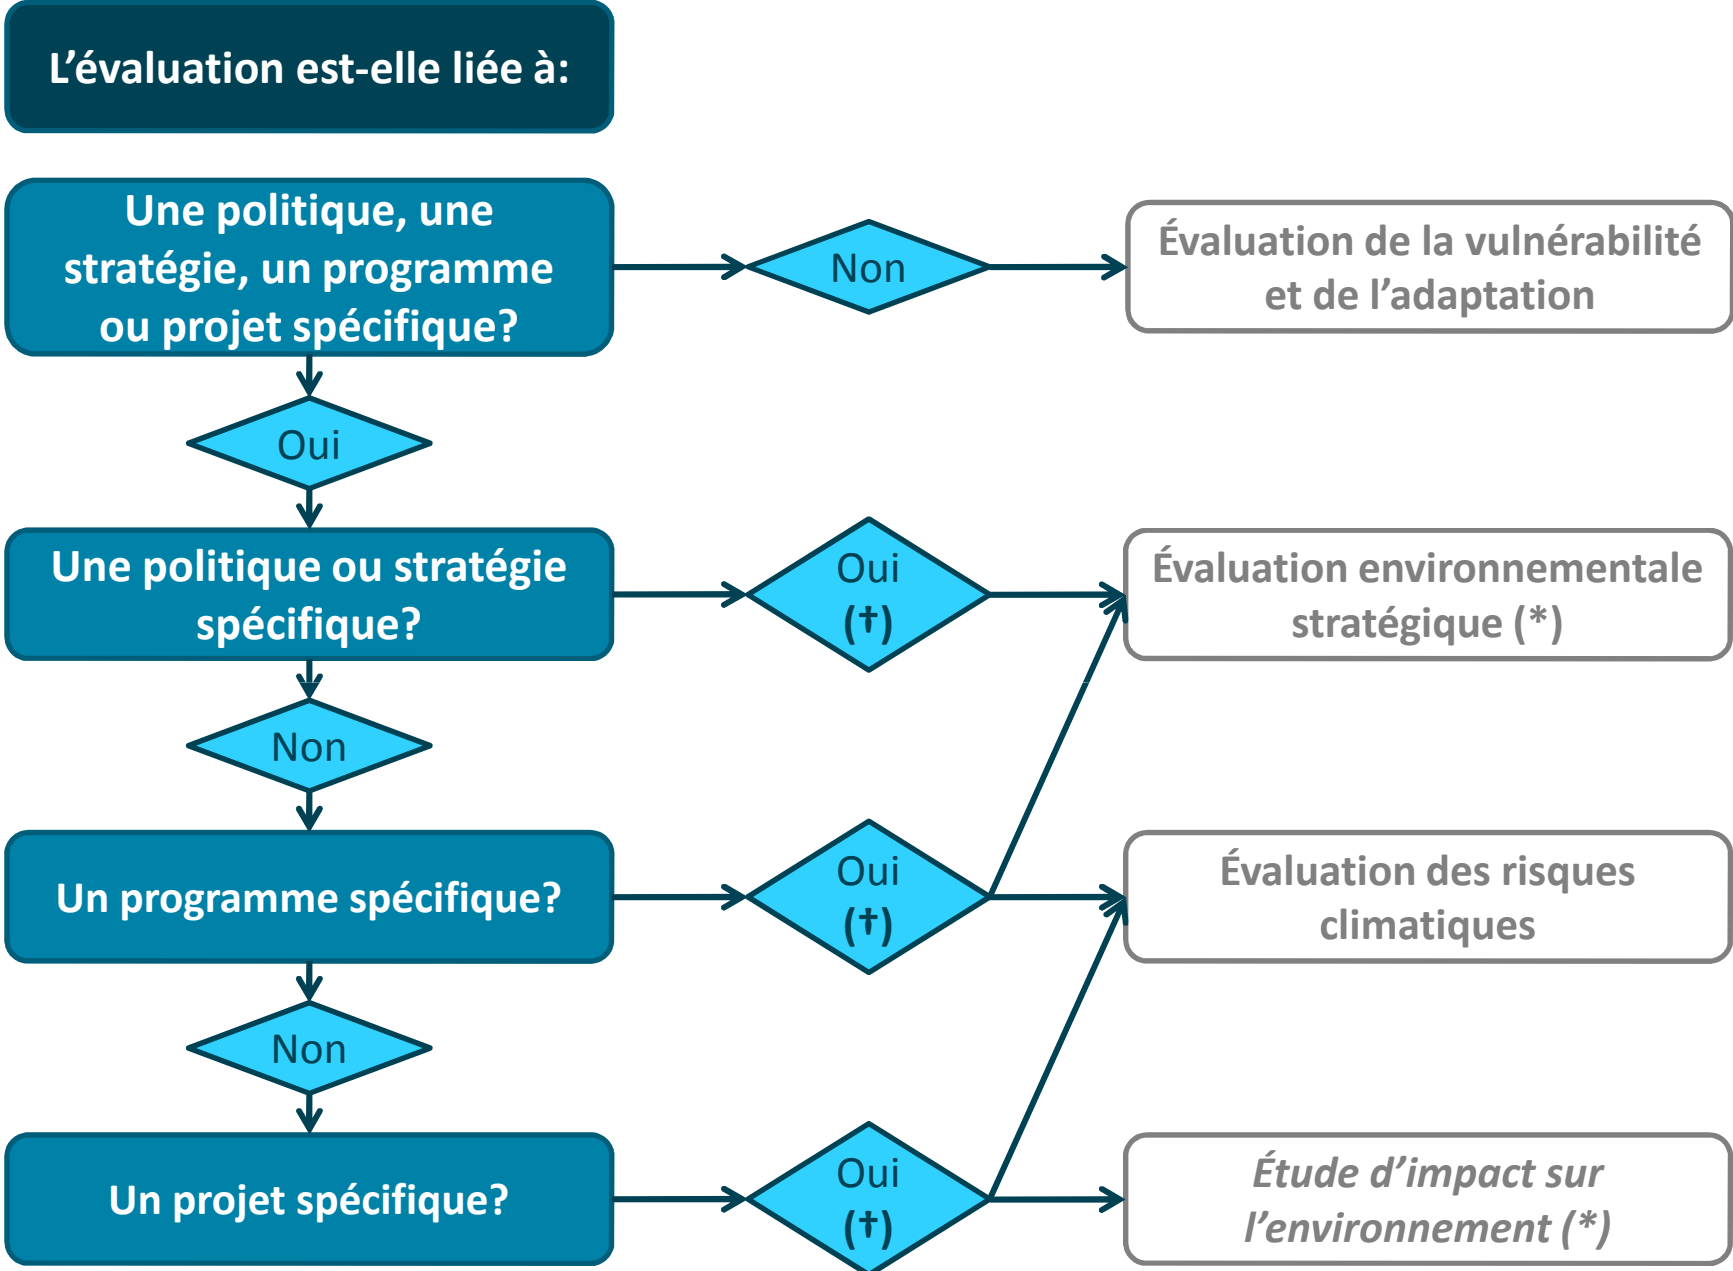 L’évaluation est-elle liée à:
Une politique, une
stratégie, un programme
ou projet spécifique?
Non
Évaluation de la vulnérabilité
et de l’adaptation
Oui
Une politique ou stratégie
spécifique?
Oui
(†)
Évaluation environnementale
stratégique (*)
Non
Un programme spécifique?
Oui
(†)
Évaluation des risques
climatiques
Non
Un projet spécifique?
Oui
(†)
Étude d’impact sur
l’environnement (*)